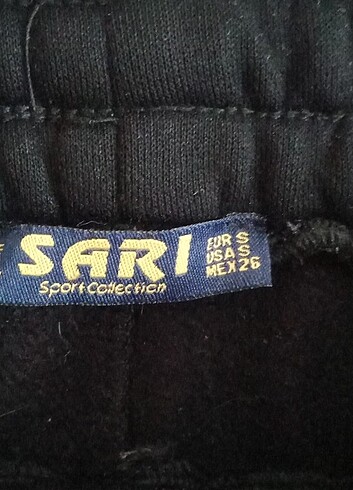 SARI
Sport Collection
EUR S
USA S
MEX 26